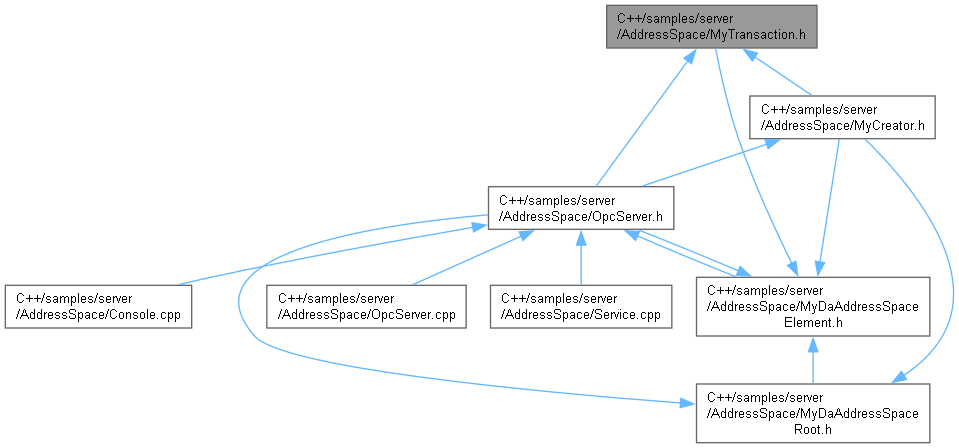 C++/samples/server
/AddressSpace/MyTransaction.h
C++/samples/server
/AddressSpace/MyCreator.h
C++/samples/server
/AddressSpace/OpcServer.h
C++/samples/server
/AddressSpace/Console.cpp
C++/samples/server
/AddressSpace/OpcServer.cpp
C++/samples/server
/AddressSpace/Service.cpp
C++/samples/server
/AddressSpace/MyDaAddressSpace
Element.h
C++/samples/server
/AddressSpace/MyDaAddressSpace
Root.h